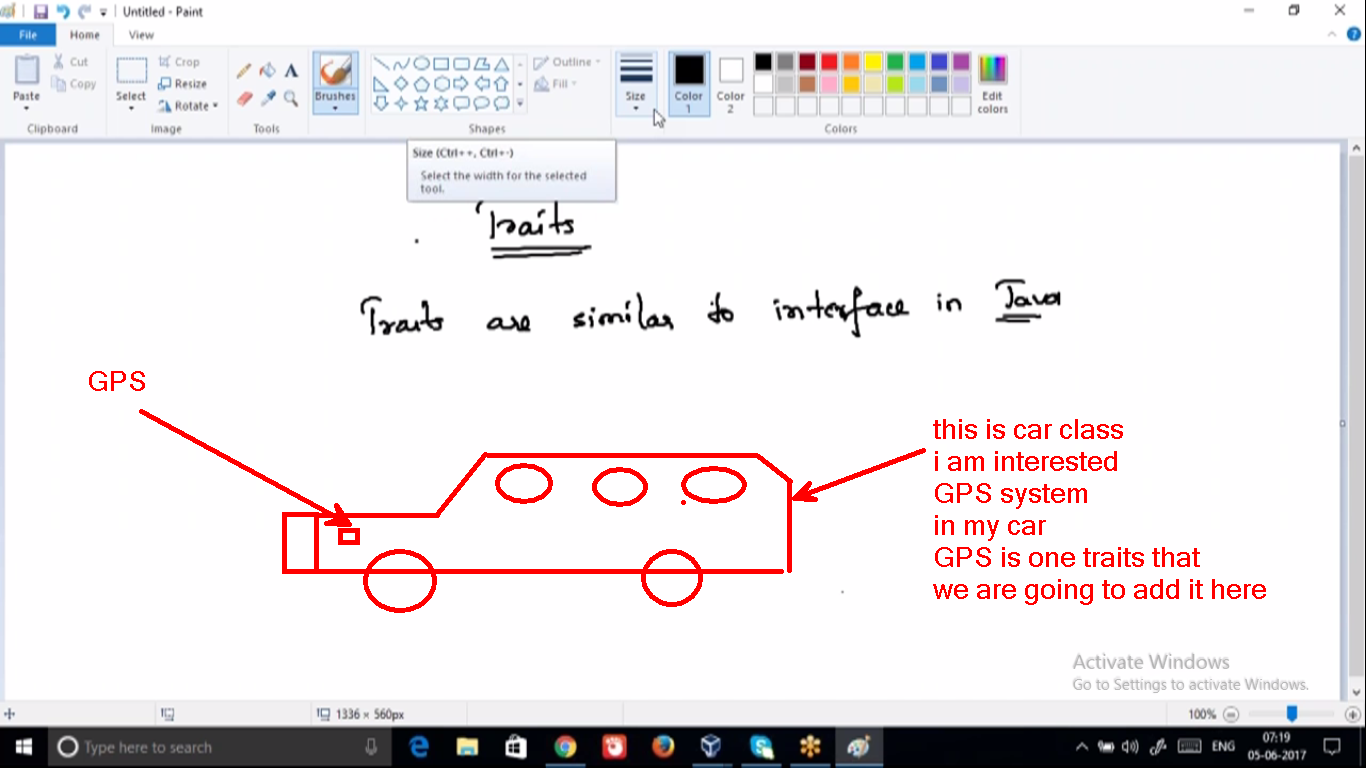 Untitled - Paint
File
Home
View
Paste
Cut
Copy
Clipboard
Select
Crop
Resize
Rotate
Image
A
Tools
Brushes
Outline
Fill
Shapes
Size
Color
1
Color
2
Edit
colors
Colors
Size (Ctrl++, Ctrl+-)
Select the width for the selected
tool.
Traits
Traits are similar to interface in Java
GPS
this is car class
i am interested
GPS system
in my car
GPS is one traits that
we are going to add it here
Activate Windows
Go to Settings to activate Windows.
1336 × 560px
100%
Type here to search
ENG
07:19
05-06-2017